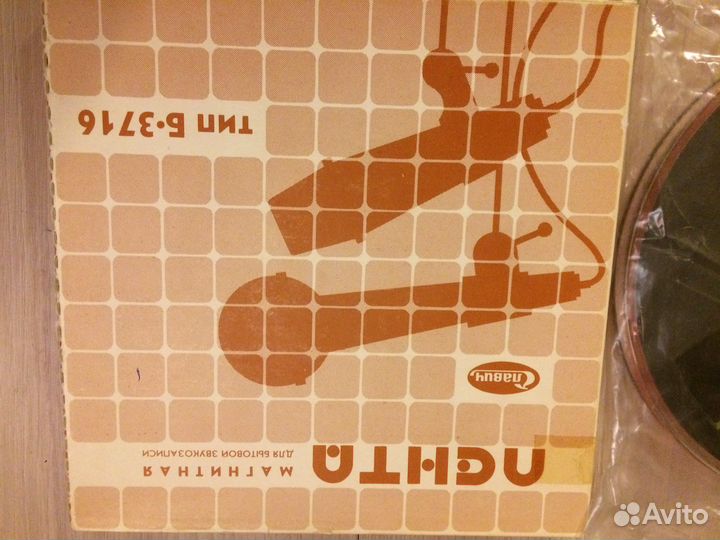 ЛЕНТА
МАГНИТНАЯ
ДЛЯ БЫТОВОЙ ЗВУКОЗАПИСИ
Славич
ТИП Б•3716
Avito